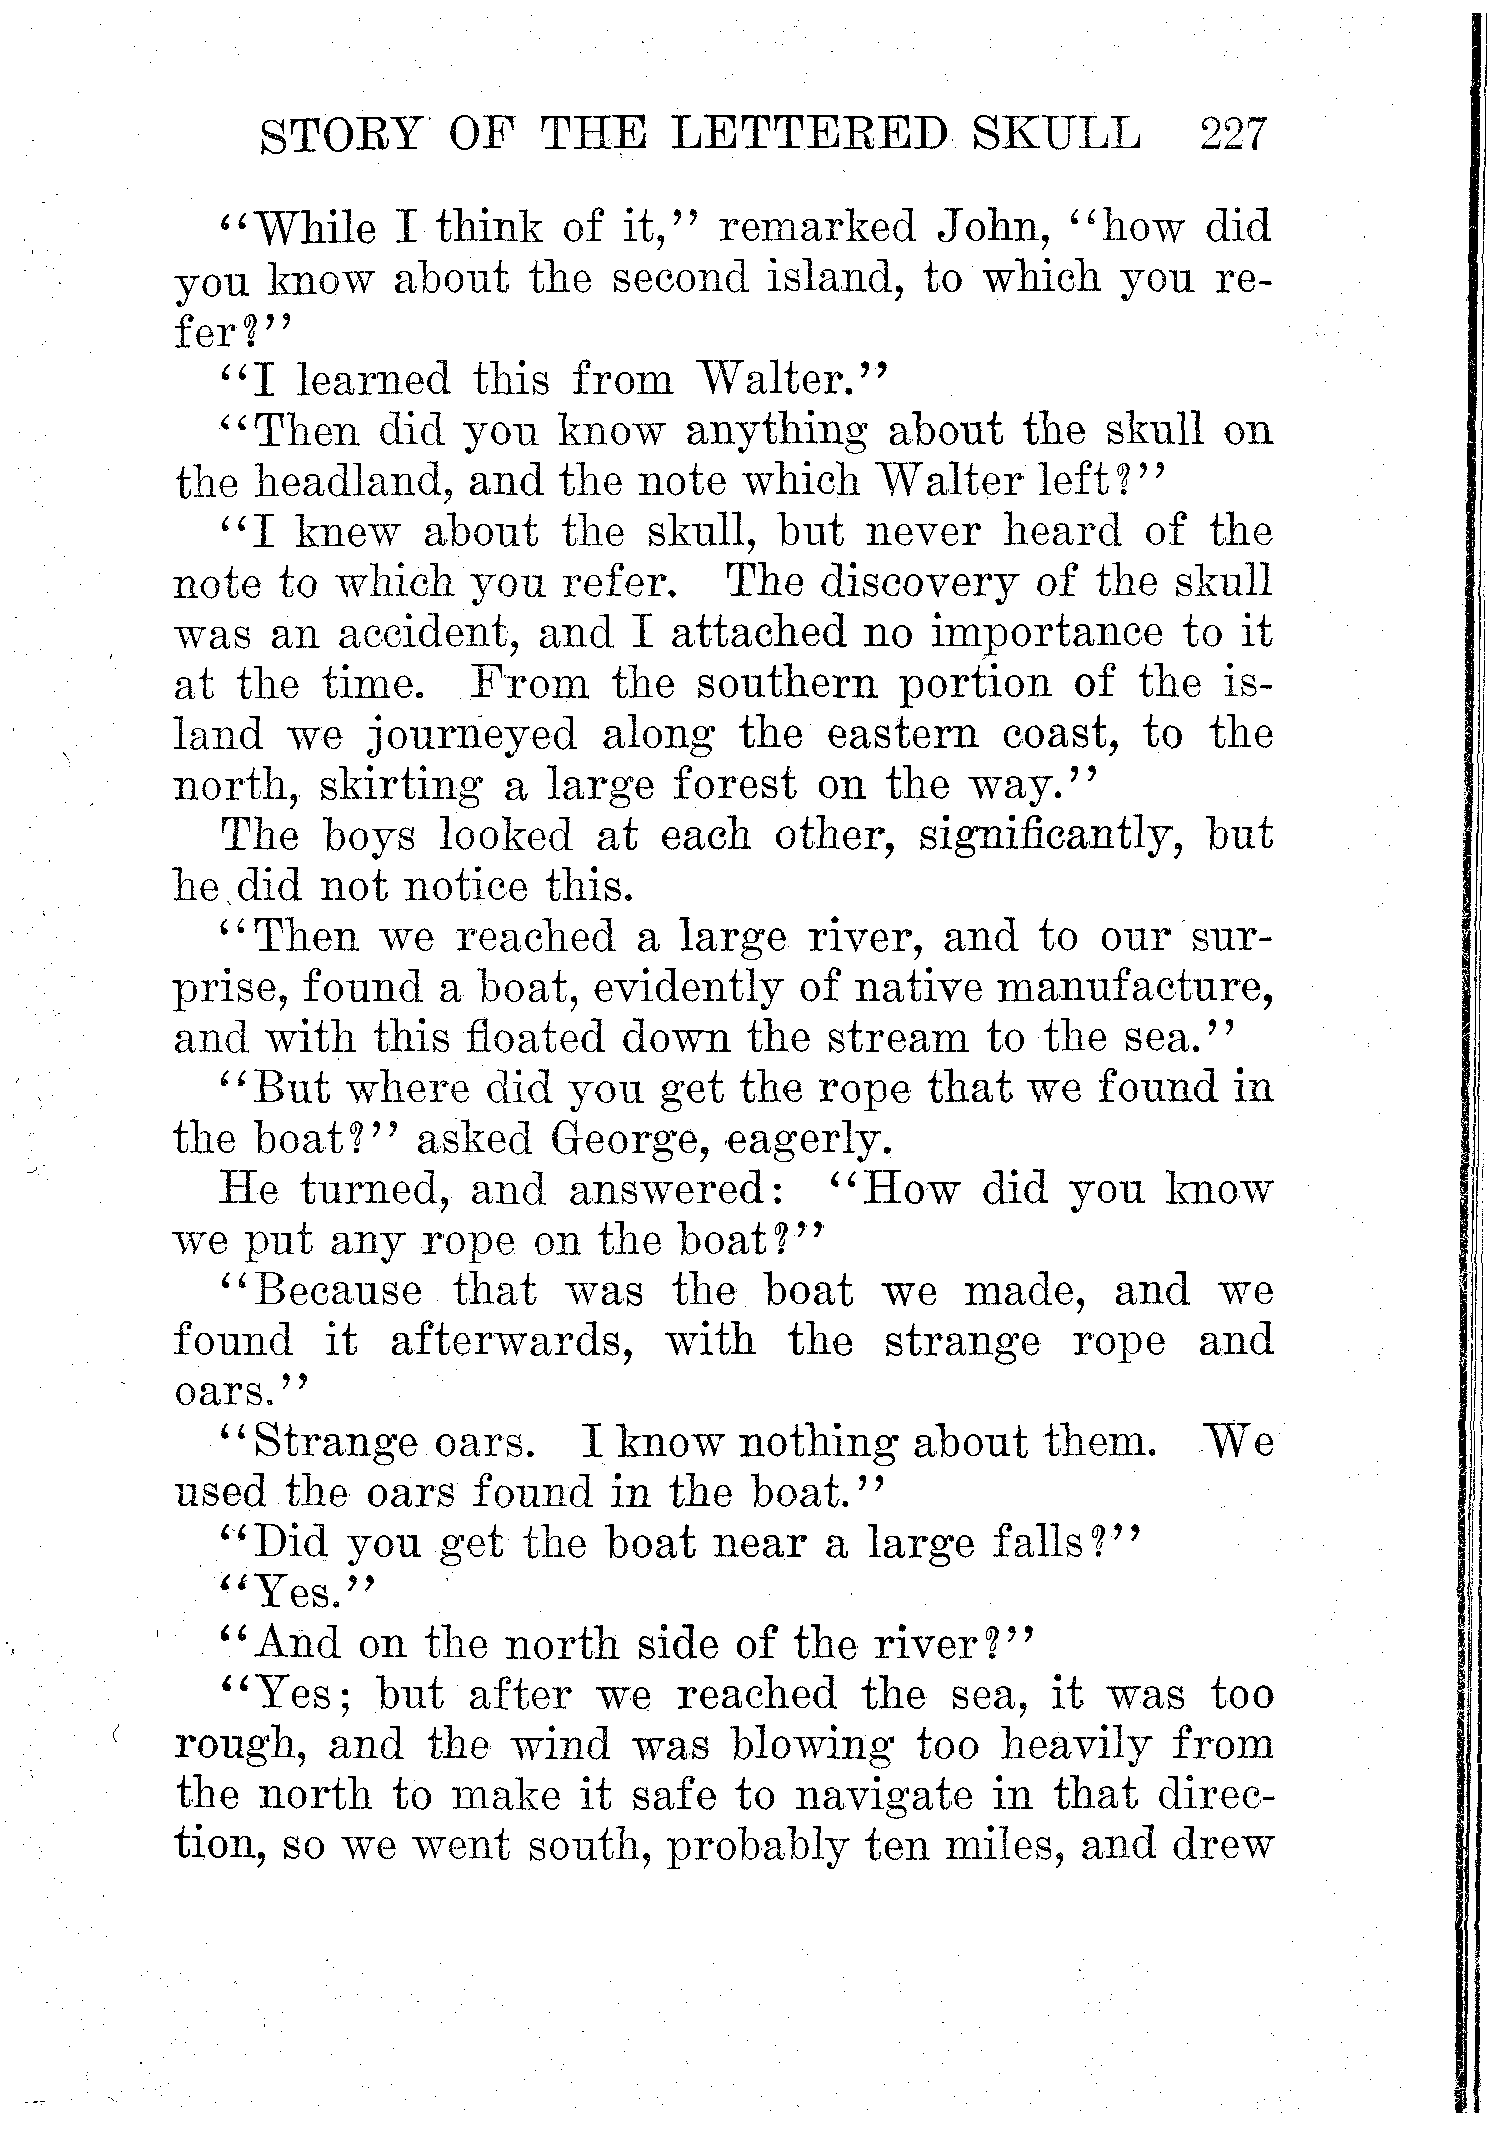 STORY OF THE LETTERED SKULL 227
"While I think of it," remarked John, "how did
you know about the second island, to which you re-
fer?"
"I learned this from Walter."
"Then did you know anything about the skull on
the headland, and the note which Walter left?"
"I knew about the skull, but never heard of the
note to which you refer. The discovery of the skull
was an accident, and I attached no importance to it
at the time. From the southern portion of the is-
land we journeyed along the eastern coast, to the
north, skirting a large forest on the way."
The boys looked at each other, significantly, but
he did not notice this.
"Then we reached a large river, and to our sur-
prise, found a boat, evidently of native manufacture,
and with this floated down the stream to the sea."
"But where did you get the rope that we found in
the boat?" asked George, eagerly.
He turned, and answered: "How did you know
we put any rope on the boat?"
"Because that was the boat we made, and we
found it afterwards, with the strange rope and
oars."
"Strange oars. I know nothing about them. We
used the oars found in the boat."
"Did you get the boat near a large falls?"
"Yes."
"And on the north side of the river?"
"Yes; but after we reached the sea, it was too
rough, and the wind was blowing too heavily from
the north to make it safe to navigate in that direc-
tion, so we went south, probably ten miles, and drew